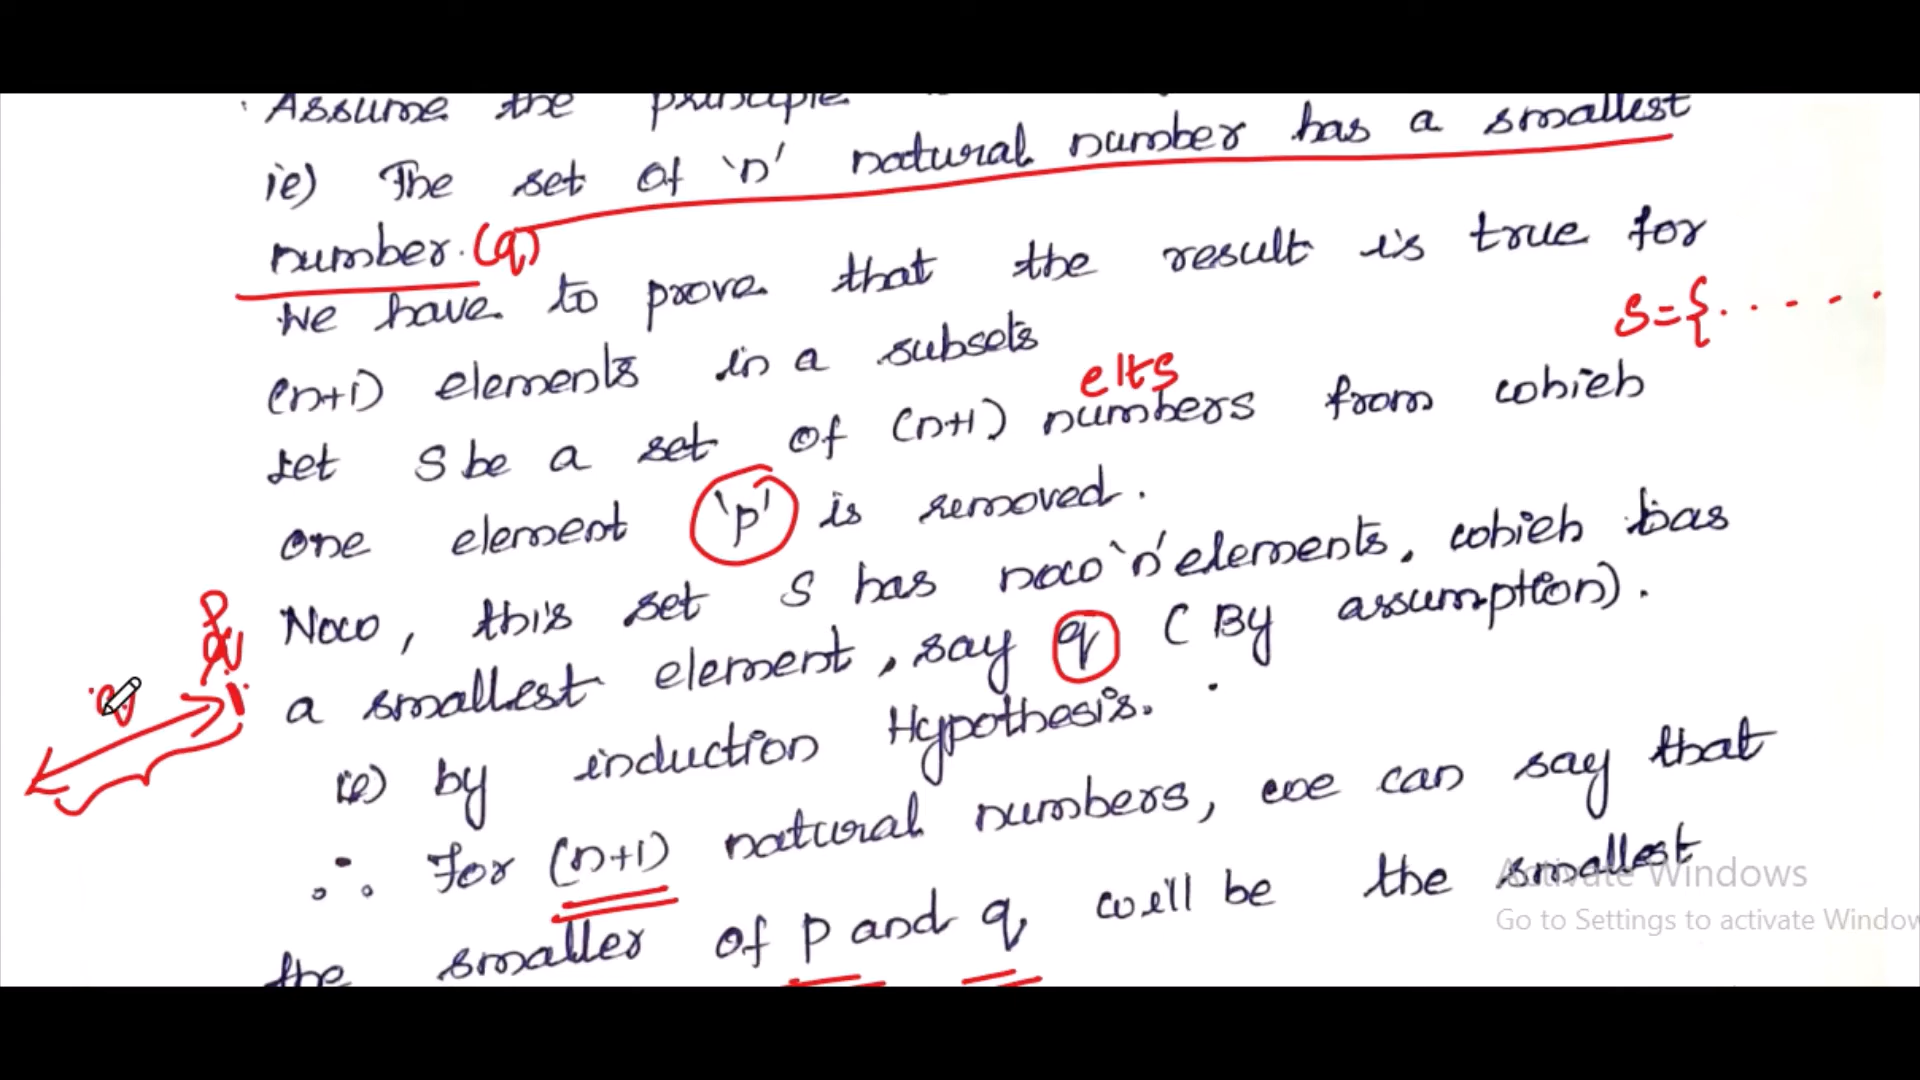 Assume the principle
ie) The set of 'n' natural number has a smallest
number. (q)
We have to prove that the result is true for
S={.....
(n+1) elements in a subsets
elts
Let S be a set of (n+1) numbers from which
one element 'p' is removed.
Now, this set S has now 'n' elements, which has
a smallest element, say q (By assumption).
ie) by induction Hypothesis.
∴ For (n+1) natural numbers, we can say that
the smaller of p and q will be the smallest
Activate Windows
Go to Settings to activate Window